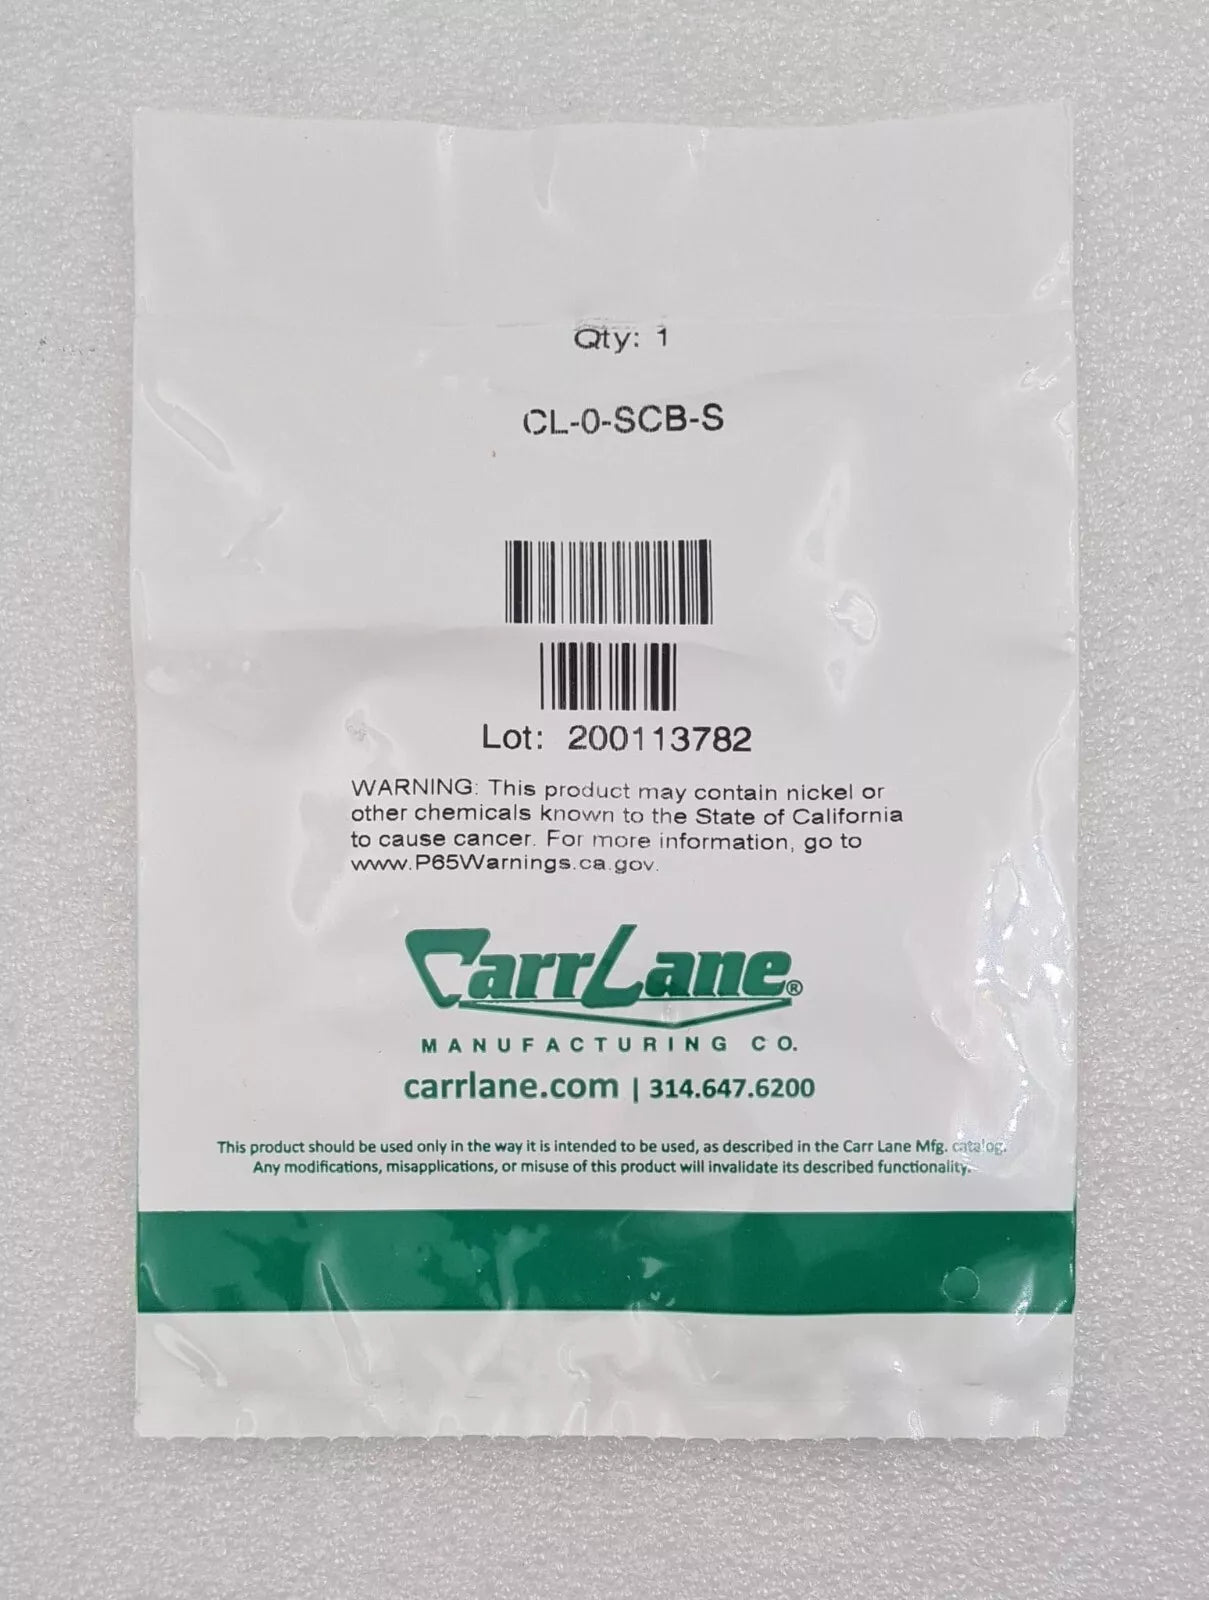 Qty: 1
CL-0-SCB-S
Lot: 200113782
WARNING: This product may contain nickel or
other chemicals known to the State of California
to cause cancer. For more information, go to
www.P65Warnings.ca.gov.
CarrLane®
MANUFACTURING CO.
carrlane.com | 314.647.6200
This product should be used only in the way it is intended to be used, as described in the Carr Lane Mfg. catalog.
Any modifications, misapplications, or misuse of this product will invalidate its described functionality.